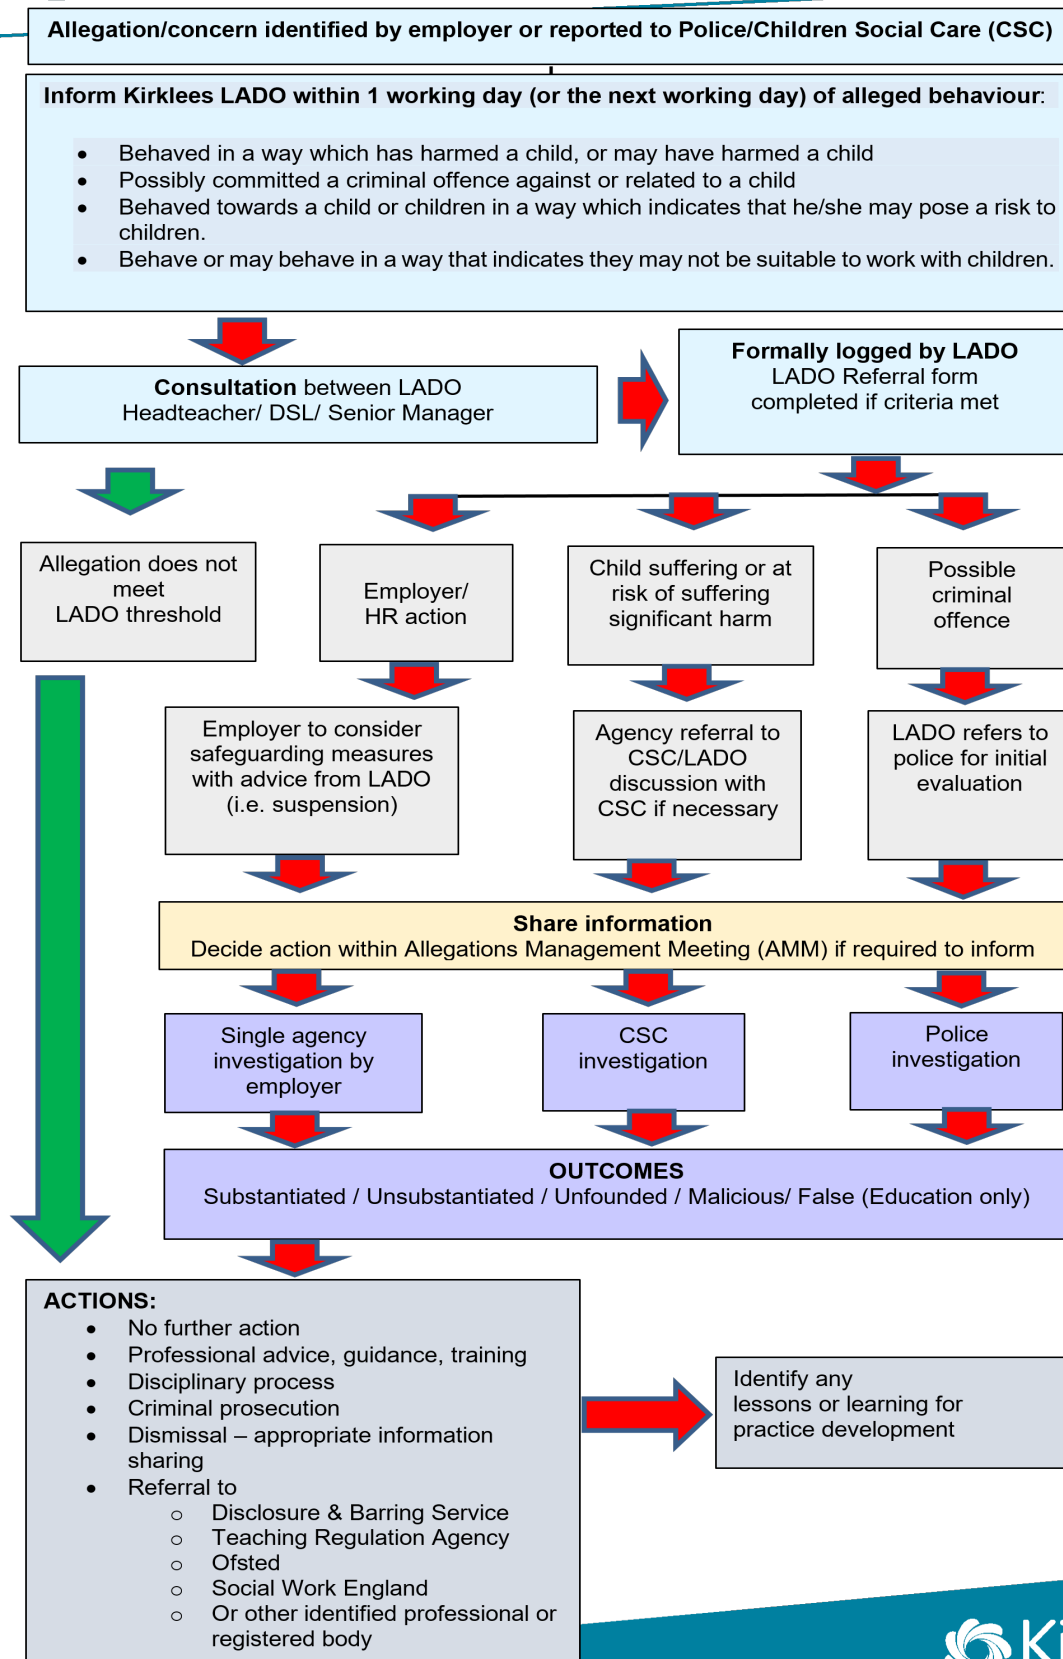 Allegation/concern identified by employer or reported to Police/Children Social Care (CSC)
Inform Kirklees LADO within 1 working day (or the next working day) of alleged behaviour:
• Behaved in a way which has harmed a child, or may have harmed a child
• Possibly committed a criminal offence against or related to a child
• Behaved towards a child or children in a way which indicates that he/she may pose a risk to
children.
• Behave or may behave in a way that indicates they may not be suitable to work with children.
Consultation between LADO
Headteacher/ DSL/ Senior Manager
Formally logged by LADO
LADO Referral form
completed if criteria met
Allegation does not
meet
LADO threshold
Employer/
HR action
Child suffering or at
risk of suffering
significant harm
Possible
criminal
offence
Employer to consider
safeguarding measures
with advice from LADO
(i.e. suspension)
Agency referral to
CSC/LADO
discussion with
CSC if necessary
LADO refers to
police for initial
evaluation
Share information
Decide action within Allegations Management Meeting (AMM) if required to inform
Single agency
investigation by
employer
CSC
investigation
Police
investigation
OUTCOMES
Substantiated / Unsubstantiated / Unfounded / Malicious/ False (Education only)
ACTIONS:
• No further action
• Professional advice, guidance, training
• Disciplinary process
• Criminal prosecution
• Dismissal – appropriate information
sharing
• Referral to
o Disclosure & Barring Service
o Teaching Regulation Agency
o Ofsted
o Social Work England
o Or other identified professional or
registered body
Identify any
lessons or learning for
practice development
Ki